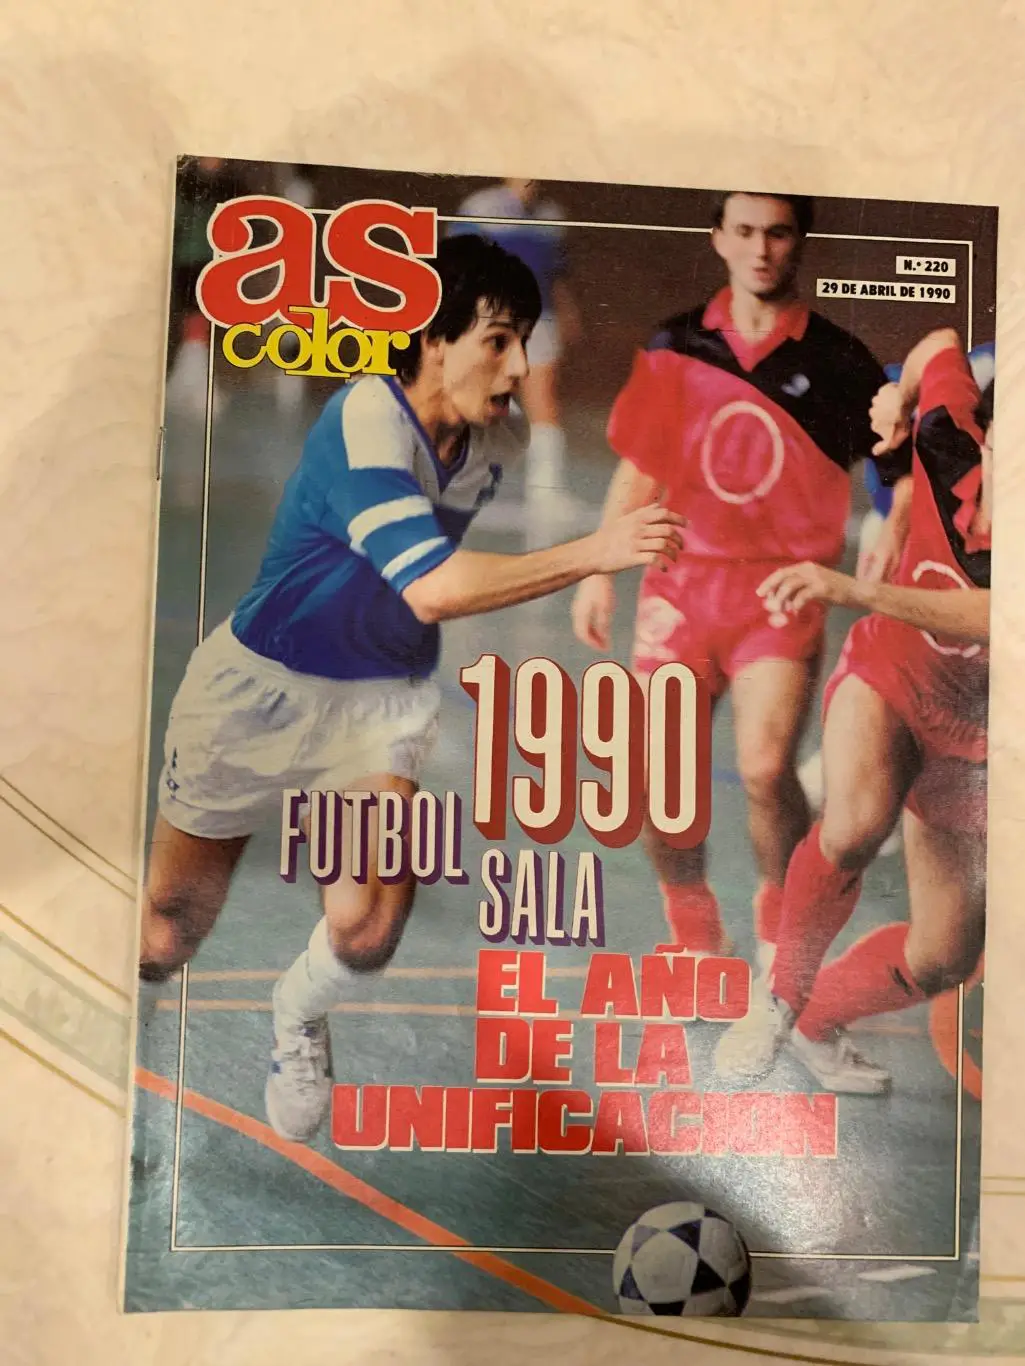 as
color
N.º 220
29 DE ABRIL DE 1990
1990
FUTBOL
SALA
EL AÑO
DE LA
UNIFICACION